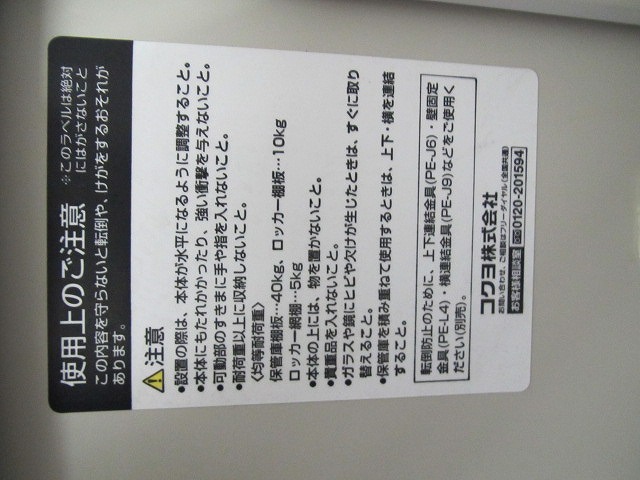 使用上のご注意
※このラベルは絶対にはがさないこと
この内容を守らないと転倒や、けがをするおそれがあります。
注意
●設置の際は、本体が水平になるように調整すること。
●本体にもたれかかったり、強い衝撃を与えないこと。
●可動部のすきまに手や指を入れないこと。
●耐荷重以上に収納しないこと。
〈均等耐荷重〉
保管庫棚板…40kg、ロッカー棚板…10kg
ロッカー網棚…5kg
●本体の上には、物を置かないこと。
●貴重品を入れないこと。
●ガラスや鏡にヒビや欠けが生じたときは、すぐに取り
替えること。
●保管庫を積み重ねて使用するときは、上下・横を連結
すること。
転倒防止のために、上下連結金具(PE-J6)・壁固定
金具(PE-L4)・横連結金具(PE-J9)などをご使用く
ださい(別売)。
コクヨ株式会社
お問い合わせ、ご相談はフリーダイヤル(全国共通)
お客様相談室 0120-201594